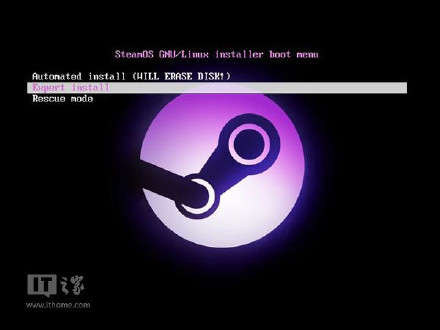 SteamOS GNU/Linux installer boot menu
Automated install (WILL ERASE DISK!)
Expert install
Rescue mode
IT之家
www.ithome.com